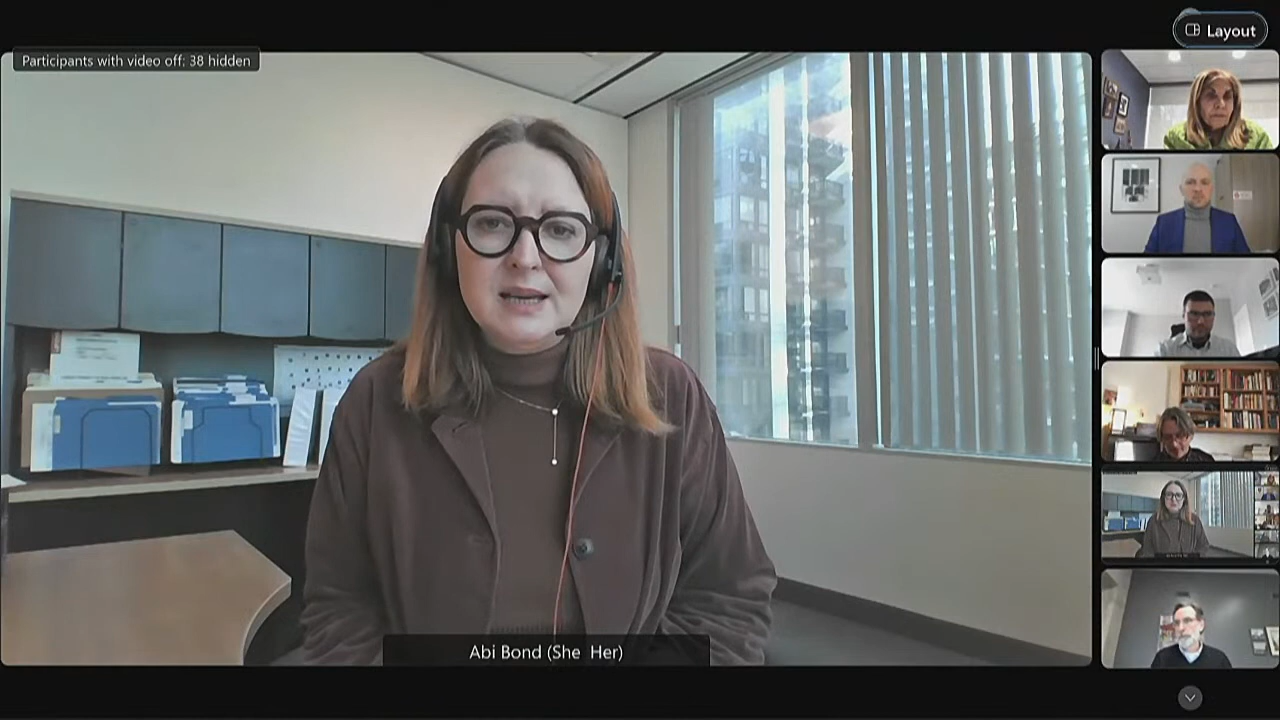 Layout
Participants with video off: 38 hidden
Abi Bond (She Her)